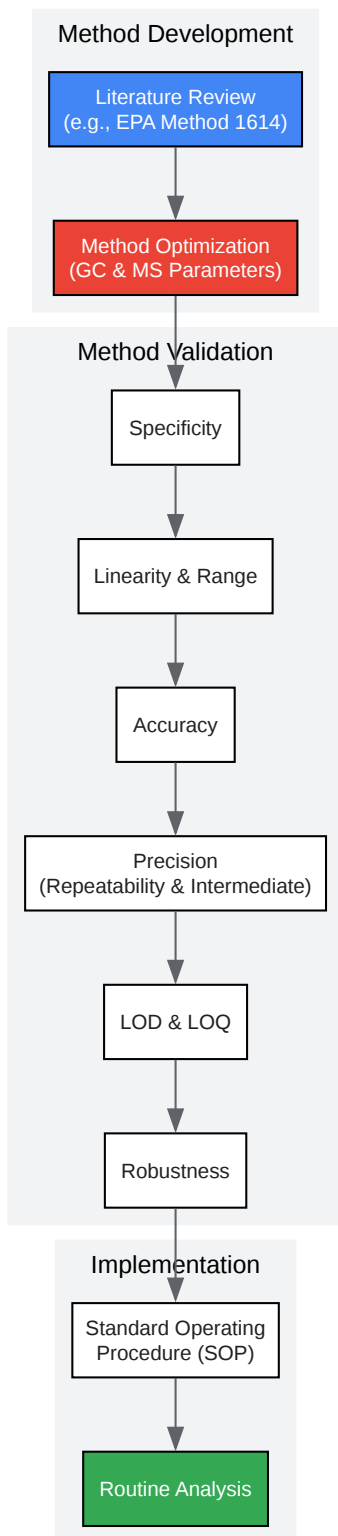 Method Development
Literature Review
(e.g., EPA Method 1614)
Method Optimization
(GC & MS Parameters)
Method Validation
Specificity
Linearity & Range
Accuracy
Precision
(Repeatability & Intermediate)
LOD & LOQ
Robustness
Implementation
Standard Operating
Procedure (SOP)
Routine Analysis